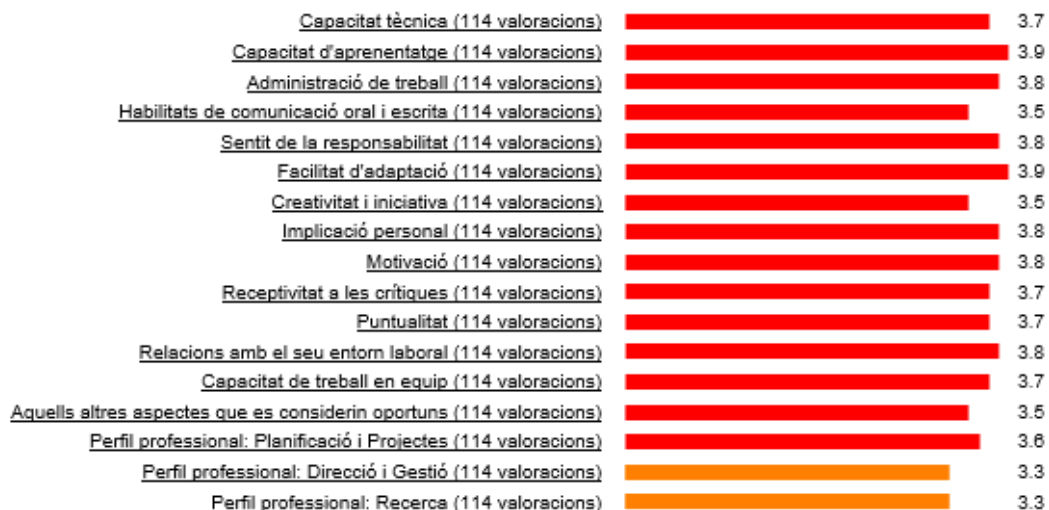 Capacitat tècnica (114 valoracions) 3.7
Capacitat d'aprenentatge (114 valoracions) 3.9
Administració de treball (114 valoracions) 3.8
Habilitats de comunicació oral i escrita (114 valoracions) 3.5
Sentit de la responsabilitat (114 valoracions) 3.8
Facilitat d'adaptació (114 valoracions) 3.9
Creativitat i iniciativa (114 valoracions) 3.5
Implicació personal (114 valoracions) 3.8
Motivació (114 valoracions) 3.8
Receptivitat a les crítiques (114 valoracions) 3.7
Puntualitat (114 valoracions) 3.7
Relacions amb el seu entorn laboral (114 valoracions) 3.8
Capacitat de treball en equip (114 valoracions) 3.7
Aquells altres aspectes que es considerin oportuns (114 valoracions) 3.5
Perfil professional: Planificació i Projectes (114 valoracions) 3.6
Perfil professional: Direcció i Gestió (114 valoracions) 3.3
Perfil professional: Recerca (114 valoracions) 3.3